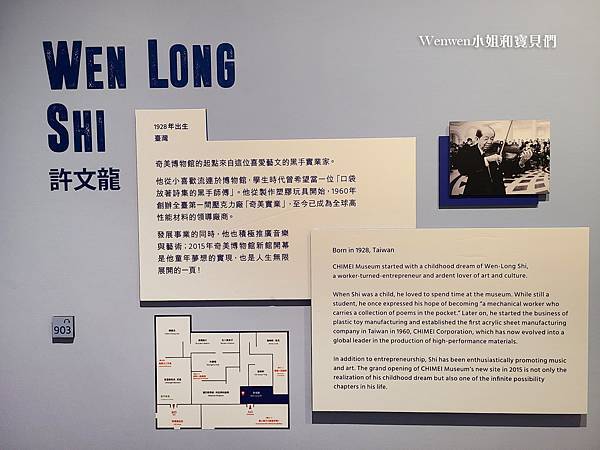 Wenwen小姐和寶貝們
WEN LONG
SHI
許文龍
1928年出生
臺灣
奇美博物館的起點來自這位喜愛藝文的黑手實業家。
他從小喜歡流連於博物館,學生時代曾希望當一位「口袋
放著詩集的黑手師傅」。他從製作塑膠玩具開始,1960年
創辦全臺第一間壓克力廠「奇美實業」,至今已成為全球高
性能材料的領導廠商。
發展事業的同時,他也積極推廣音樂
與藝術;2015年奇美博物館新館開幕
是他童年夢想的實現,也是人生無限
展開的一頁!
Born in 1928, Taiwan
CHIMEI Museum started with a childhood dream of Wen-Long Shi,
a worker-turned-entrepreneur and ardent lover of art and culture.
When Shi was a child, he loved to spend time at the museum. While still a
student, he once expressed his hope of becoming "a mechanical worker who
carries a collection of poems in the pocket." Later on, he started the business of
plastic toy manufacturing and established the first acrylic sheet manufacturing
company in Taiwan in 1960, CHIMEI Corporation, which has now evolved into a
global leader in the production of high-performance materials.
In addition to entrepreneurship, Shi has been enthusiastically promoting music
and art. The grand opening of CHIMEI Museum's new site in 2015 is not only the
realization of his childhood dream but also one of the infinite possibility
chapters in his life.
903